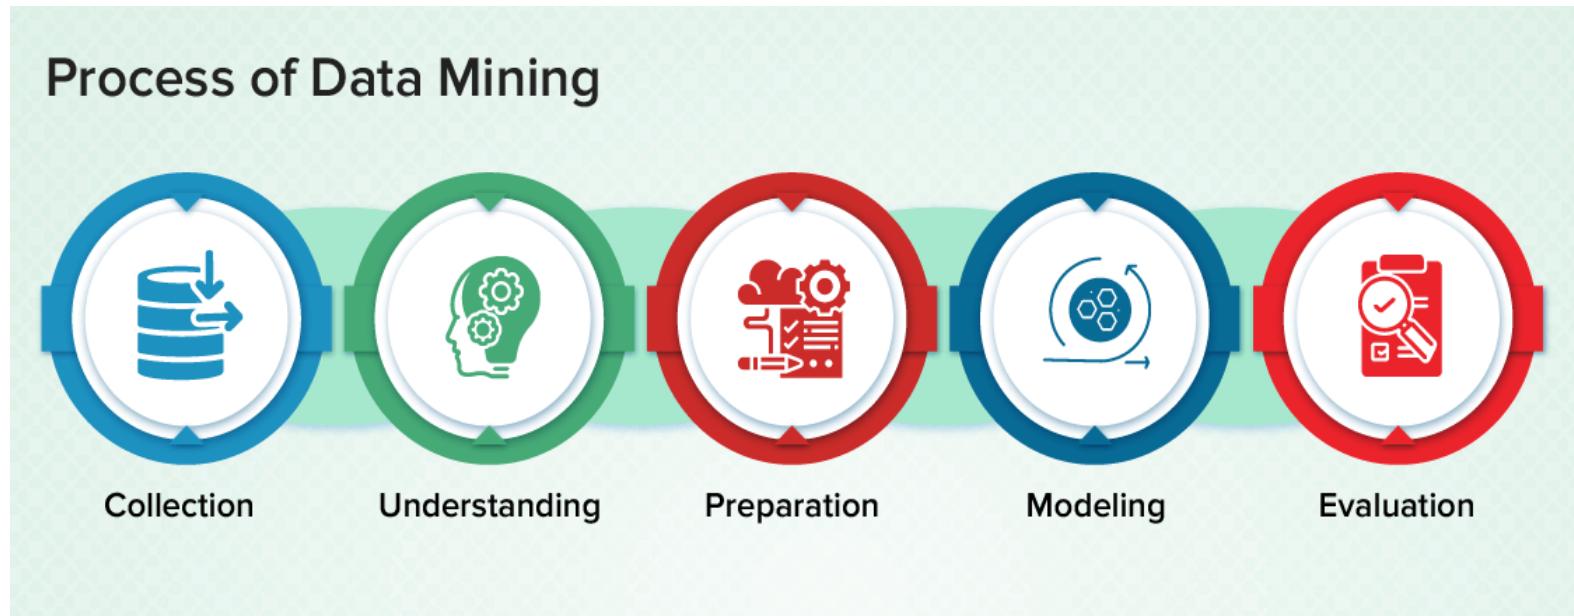 Process of Data Mining
Collection
Understanding
Preparation
Modeling
Evaluation